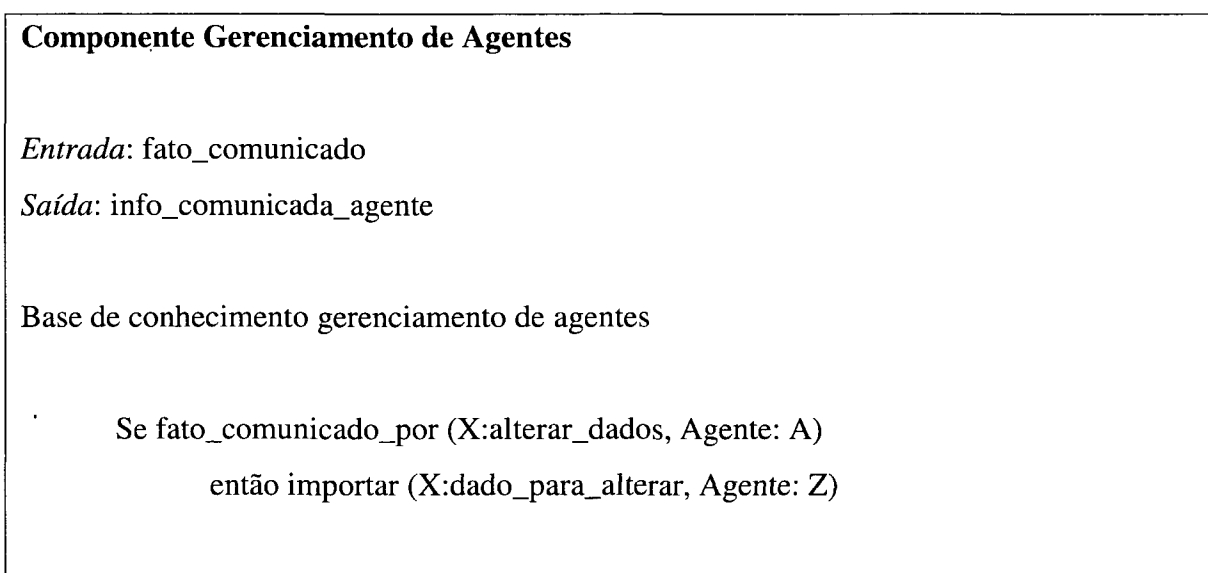 Componente Gerenciamento de Agentes
Entrada: fato_comunicado
Saída: info_comunicada_agente
Base de conhecimento gerenciamento de agentes
Se fato_comunicado_por (X:alterar_dados, Agente: A)
então importar (X:dado_para_alterar, Agente: Z)